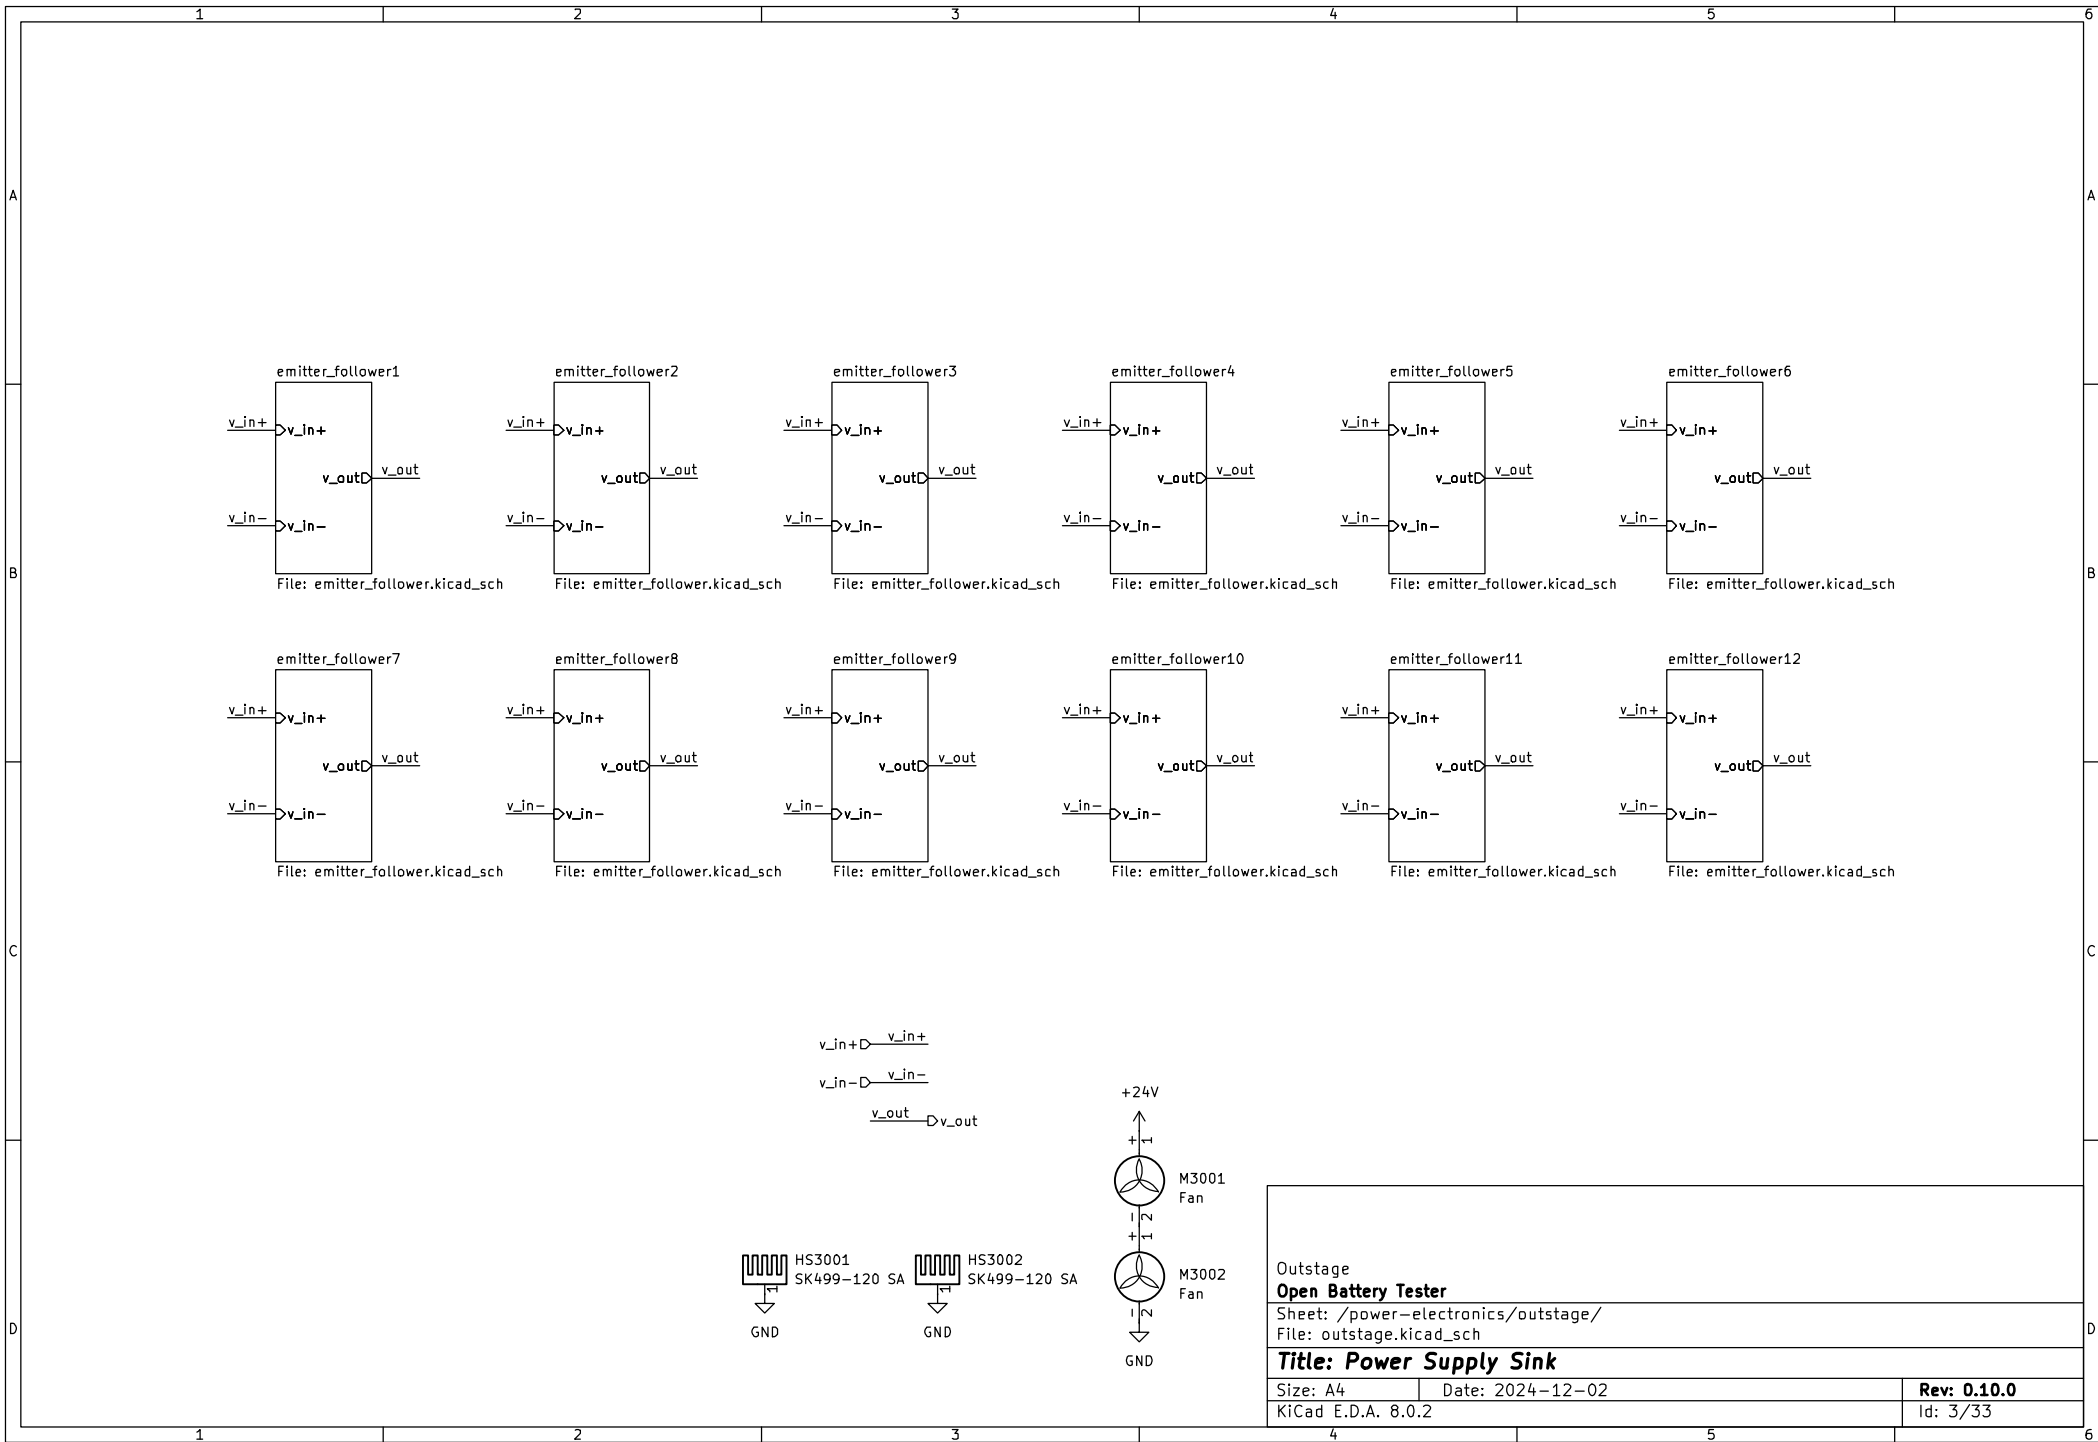 1 2 3 4 5 6
A A
emitter_follower1 emitter_follower2 emitter_follower3 emitter_follower4 emitter_follower5 emitter_follower6
v_in+ v_in+ v_in+ v_in+ v_in+ v_in+ v_in+ v_in+ v_in+ v_in+ v_in+ v_in+
v_out v_out v_out v_out v_out v_out v_out v_out v_out v_out v_out v_out
v_in- v_in- v_in- v_in- v_in- v_in- v_in- v_in- v_in- v_in- v_in- v_in-
B B
File: emitter_follower.kicad_sch File: emitter_follower.kicad_sch File: emitter_follower.kicad_sch File: emitter_follower.kicad_sch File: emitter_follower.kicad_sch File: emitter_follower.kicad_sch
emitter_follower7 emitter_follower8 emitter_follower9 emitter_follower10 emitter_follower11 emitter_follower12
v_in+ v_in+ v_in+ v_in+ v_in+ v_in+ v_in+ v_in+ v_in+ v_in+ v_in+ v_in+
v_out v_out v_out v_out v_out v_out v_out v_out v_out v_out v_out v_out
v_in- v_in- v_in- v_in- v_in- v_in- v_in- v_in- v_in- v_in- v_in- v_in-
File: emitter_follower.kicad_sch File: emitter_follower.kicad_sch File: emitter_follower.kicad_sch File: emitter_follower.kicad_sch File: emitter_follower.kicad_sch File: emitter_follower.kicad_sch
C C
v_in+ v_in+
v_in- v_in-
v_out v_out
+24V
+ 1
M3001
Fan
- 2
+ 1
M3002
Fan
- 2
GND
HS3001
SK499-120 SA
1
GND
HS3002
SK499-120 SA
1
GND
D D
Outstage
Open Battery Tester
Sheet: /power-electronics/outstage/
File: outstage.kicad_sch
Title: Power Supply Sink
Size: A4 Date: 2024-12-02 Rev: 0.10.0
KiCad E.D.A. 8.0.2 Id: 3/33
1 2 3 4 5 6